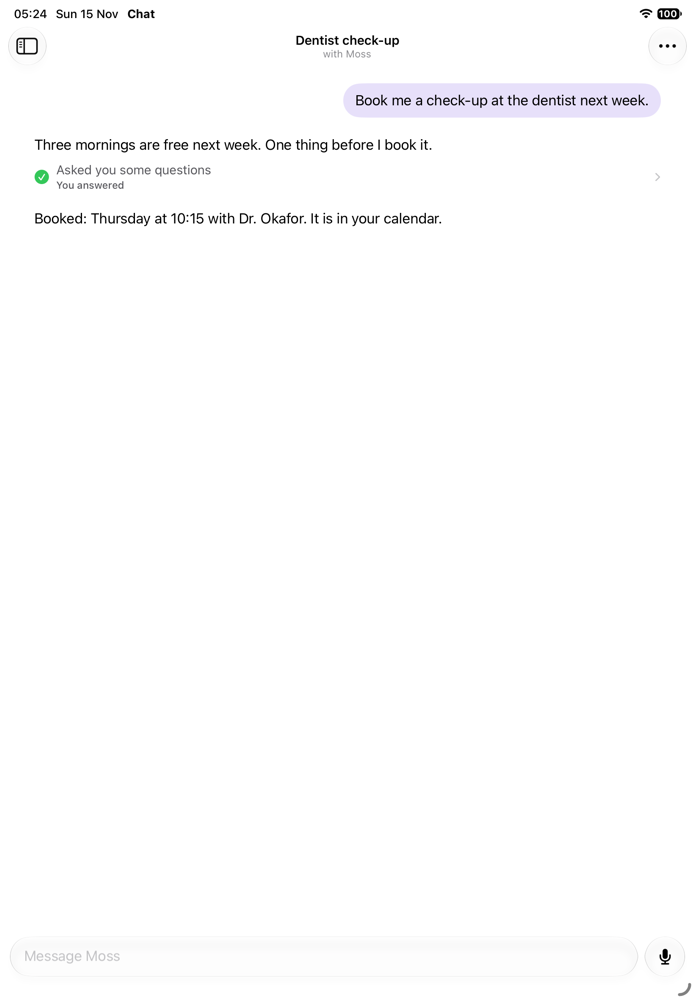 05:24 Sun 15 Nov Chat
100
Dentist check-up
with Moss
Book me a check-up at the dentist next week.
Three mornings are free next week. One thing before I book it.
Asked you some questions
You answered
Booked: Thursday at 10:15 with Dr. Okafor. It is in your calendar.
Message Moss